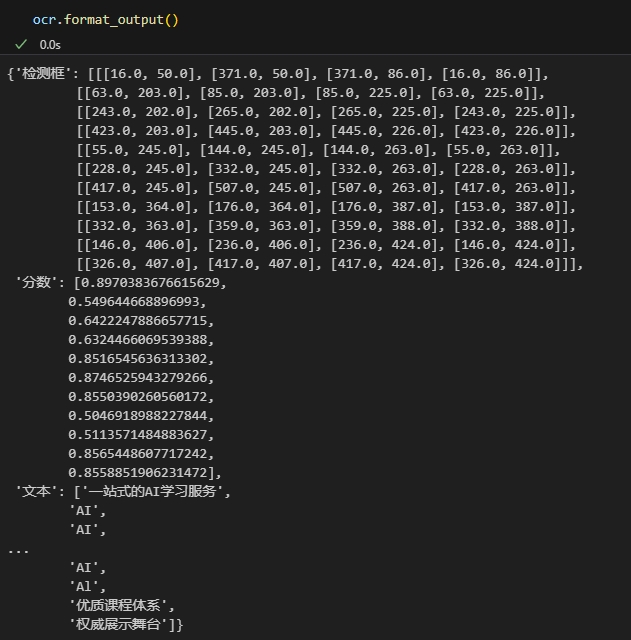 ocr.format_output()
0.0s
{'检测框': [[[16.0, 50.0], [371.0, 50.0], [371.0, 86.0], [16.0, 86.0]],
[[63.0, 203.0], [85.0, 203.0], [85.0, 225.0], [63.0, 225.0]],
[[243.0, 202.0], [265.0, 202.0], [265.0, 225.0], [243.0, 225.0]],
[[423.0, 203.0], [445.0, 203.0], [445.0, 226.0], [423.0, 226.0]],
[[55.0, 245.0], [144.0, 245.0], [144.0, 263.0], [55.0, 263.0]],
[[228.0, 245.0], [332.0, 245.0], [332.0, 263.0], [228.0, 263.0]],
[[417.0, 245.0], [507.0, 245.0], [507.0, 263.0], [417.0, 263.0]],
[[153.0, 364.0], [176.0, 364.0], [176.0, 387.0], [153.0, 387.0]],
[[332.0, 363.0], [359.0, 363.0], [359.0, 388.0], [332.0, 388.0]],
[[146.0, 406.0], [236.0, 406.0], [236.0, 424.0], [146.0, 424.0]],
[[326.0, 407.0], [417.0, 407.0], [417.0, 424.0], [326.0, 424.0]]],
'分数': [0.8970383676615629,
0.549644668896993,
0.6422247886657715,
0.6324466069539388,
0.8516545636313302,
0.8746525943279266,
0.8550390260560172,
0.5046918988227844,
0.5113571484883627,
0.8565448607717242,
0.8558851906231472],
'文本': ['一站式的AI学习服务',
'AI',
'AI',
...
'AI',
'Al',
'优质课程体系',
'权威展示舞台']}